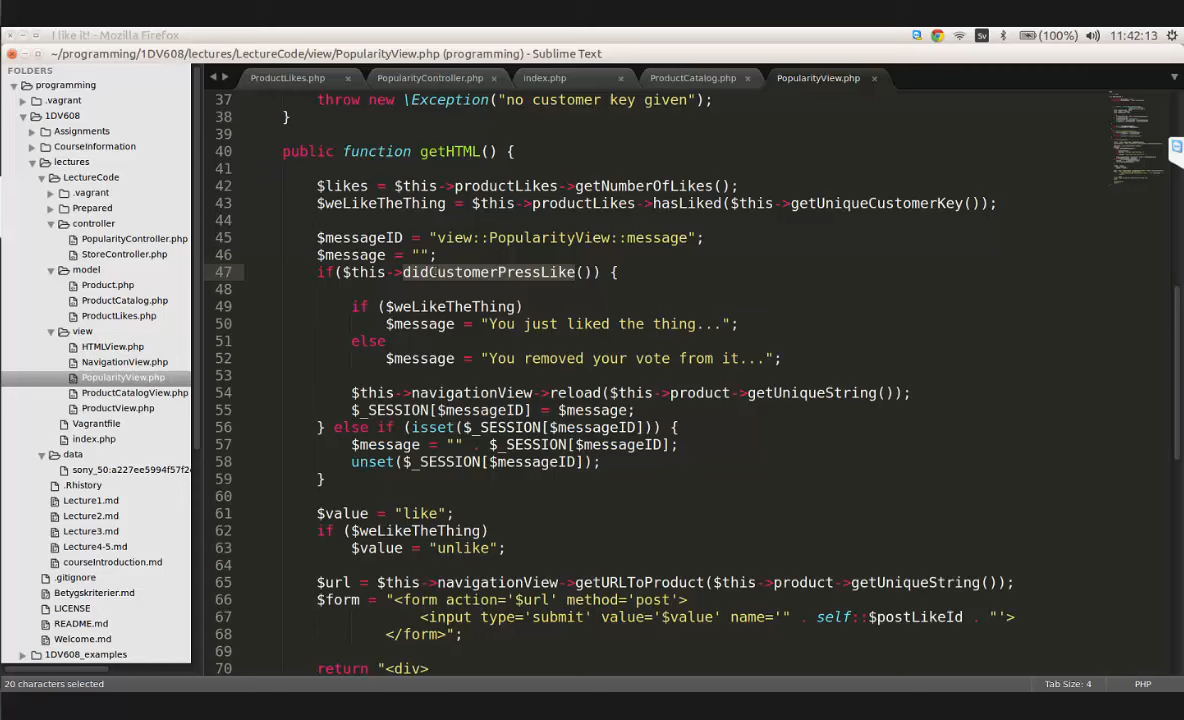 I like it! - Mozilla Firefox
Sv
(100%)
11:42:13
~/programming/1DV608/lectures/LectureCode/view/PopularityView.php (programming) - Sublime Text
FOLDERS
programming
.vagrant
1DV608
Assignments
CourseInformation
lectures
LectureCode
.vagrant
Prepared
controller
PopularityController.php
StoreController.php
model
Product.php
ProductCatalog.php
ProductLikes.php
view
HTMLView.php
NavigationView.php
PopularityView.php
ProductCatalogView.php
ProductView.php
Vagrantfile
index.php
data
sony_50:a227ee5994f57f2
.Rhistory
Lecture1.md
Lecture2.md
Lecture3.md
Lecture4-5.md
courseIntroduction.md
.gitignore
Betygskriterier.md
LICENSE
README.md
Welcome.md
1DV608_examples
ProductLikes.php × PopularityController.php × index.php × ProductCatalog.php × PopularityView.php ×
37 throw new \Exception("no customer key given");
38 }
39
40 public function getHTML() {
41
42 $likes = $this->productLikes->getNumberOfLikes();
43 $weLikeTheThing = $this->productLikes->hasLiked($this->getUniqueCustomerKey());
44
45 $messageID = "view::PopularityView::message";
46 $message = "";
47 if($this->didCustomerPressLike()) {
48
49 if ($weLikeTheThing)
50 $message = "You just liked the thing...";
51 else
52 $message = "You removed your vote from it...";
53
54 $this->navigationView->reload($this->product->getUniqueString());
55 $_SESSION[$messageID] = $message;
56 } else if (isset($_SESSION[$messageID])) {
57 $message = "" . $_SESSION[$messageID];
58 unset($_SESSION[$messageID]);
59 }
60
61 $value = "like";
62 if ($weLikeTheThing)
63 $value = "unlike";
64
65 $url = $this->navigationView->getURLToProduct($this->product->getUniqueString());
66 $form = "<form action='$url' method='post'>
67 <input type='submit' value='$value' name='" . self::$postLikeId . "'>
68 </form>";
69
70 return "<div>
20 characters selected
Tab Size: 4
PHP